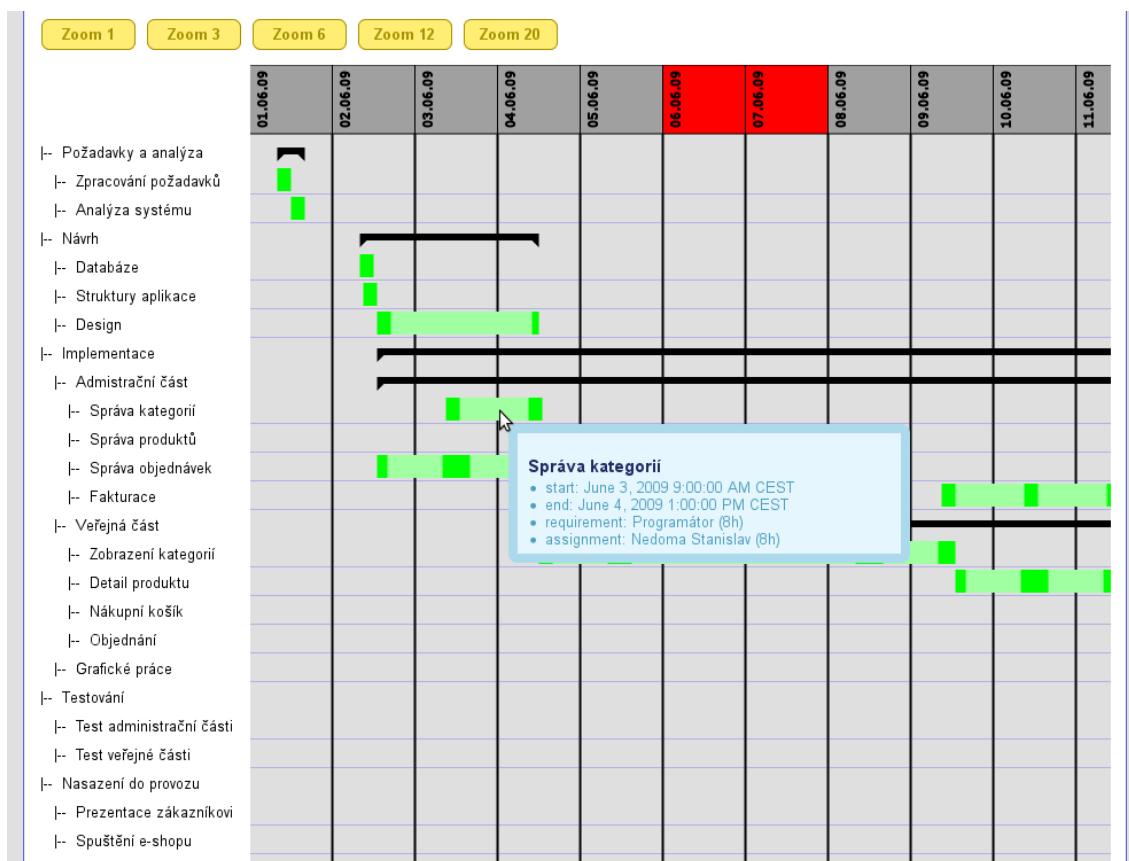 Zoom 1 Zoom 3 Zoom 6 Zoom 12 Zoom 20
01.06.09 02.06.09 03.06.09 04.06.09 05.06.09 06.06.09 07.06.09 08.06.09 09.06.09 10.06.09 11.06.09
|-- Požadavky a analýza
|-- Zpracování požadavků
|-- Analýza systému
|-- Návrh
|-- Databáze
|-- Struktury aplikace
|-- Design
|-- Implementace
|-- Admistrační část
|-- Správa kategorií
|-- Správa produktů
|-- Správa objednávek
|-- Fakturace
|-- Veřejná část
|-- Zobrazení kategorií
|-- Detail produktu
|-- Nákupní košík
|-- Objednání
|-- Grafické práce
|-- Testování
|-- Test administrační části
|-- Test veřejné části
|-- Nasazení do provozu
|-- Prezentace zákazníkovi
|-- Spuštění e-shopu
Správa kategorií
• start: June 3, 2009 9:00:00 AM CEST
• end: June 4, 2009 1:00:00 PM CEST
• requirement: Programátor (8h)
• assignment: Nedoma Stanislav (8h)